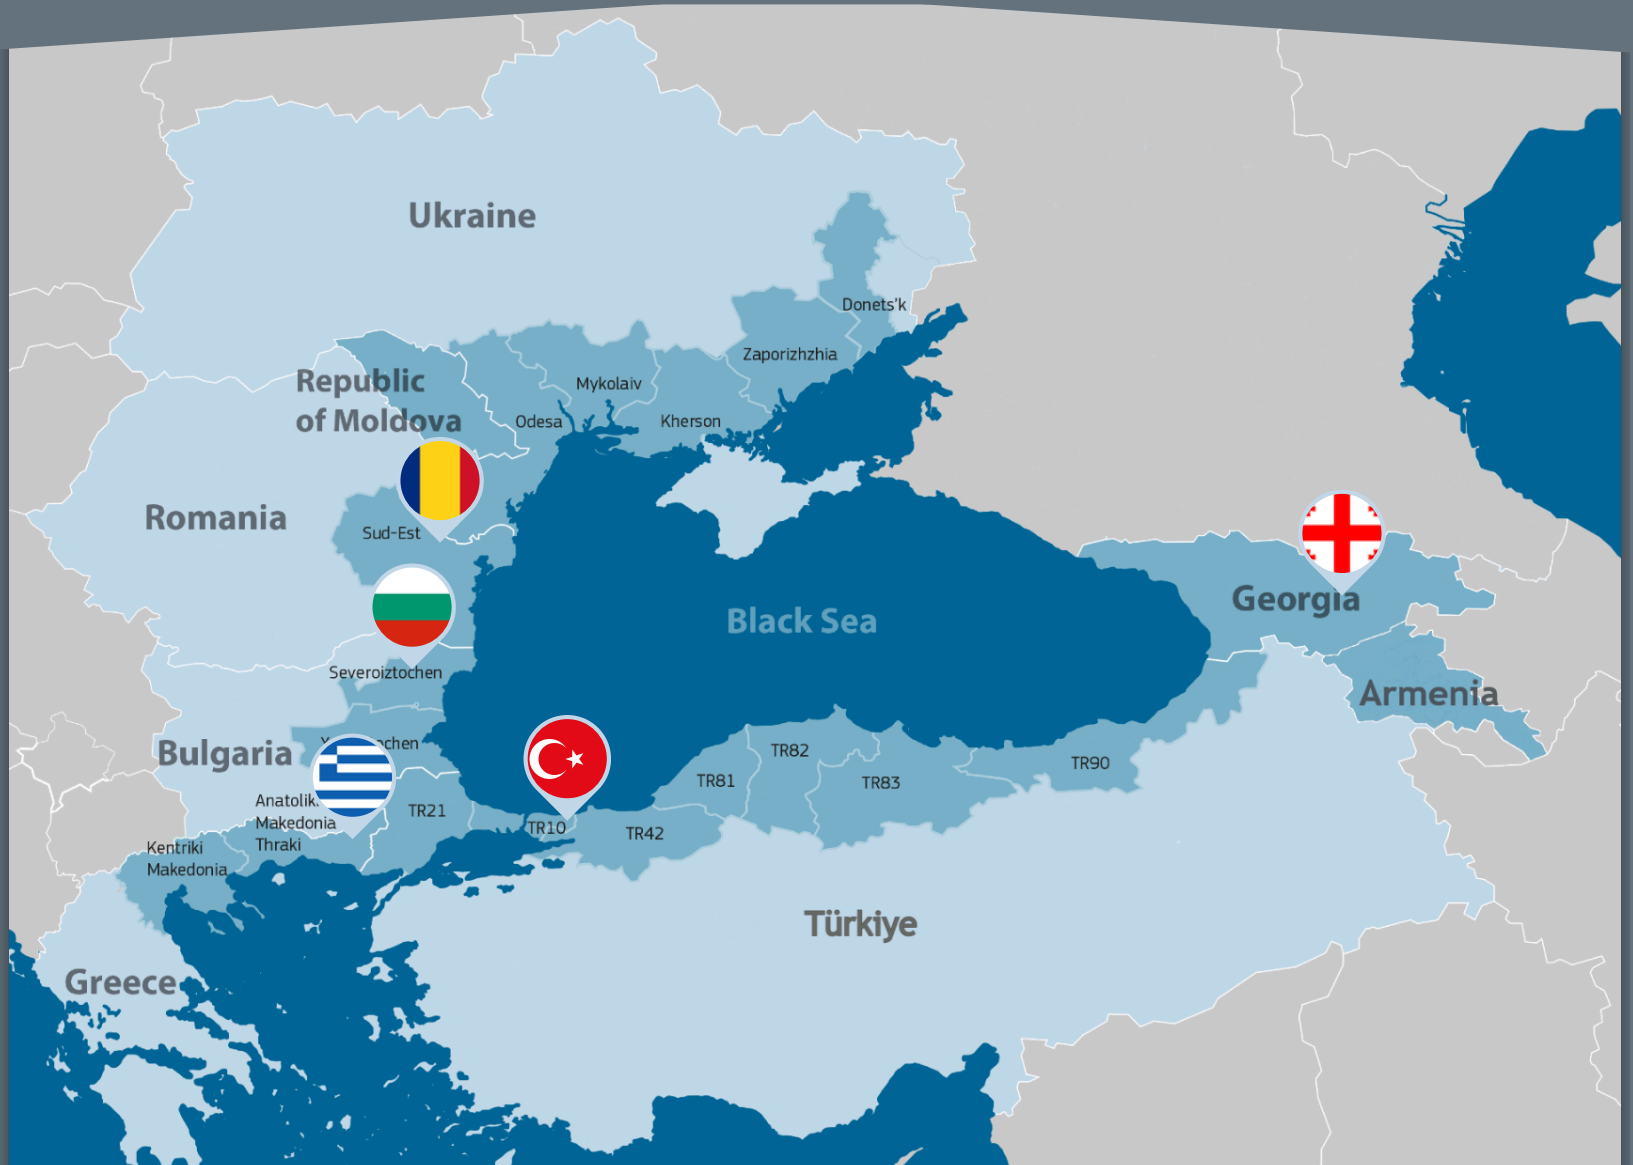 Ukraine
Donets'k
Zaporizhzhia
Republic
of Moldova
Mykolaiv
Odesa
Kherson
Romania
Sud-Est
Georgia
Black Sea
Severoiztochen
Armenia
Bulgaria
TR82
TR90
TR81
TR83
Makedonia
Thraki
TR21
TR10
TR42
Kentriki
Makedonia
Türkiye
Greece